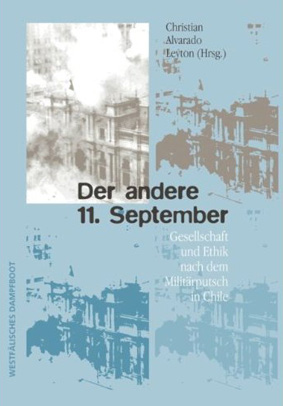 Christian
Alvarado
Leyton (Hrsg.)
Der andere
11. September
Gesellschaft
und Ethik
nach dem
Militärputsch
in Chile
WESTFÄLISCHES DAMPFBOOT